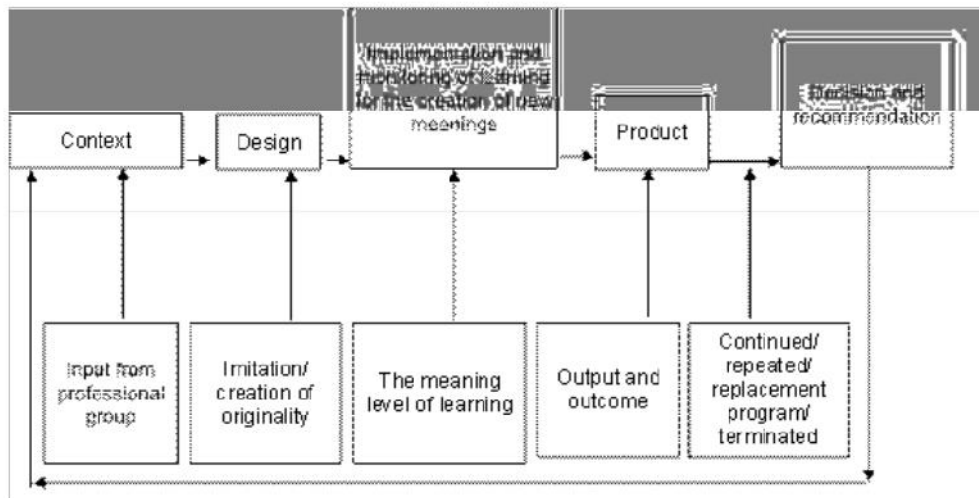 Implementation and
monitoring of learning
for the creation of new
meenings
Decision and
recommendation
Context
Design
Product
Input from
professional
group
Imitation/
creation of
originality
The meaning
level of learning
Output and
outcome
Continued/
repeated/
replacement
program/
terminated